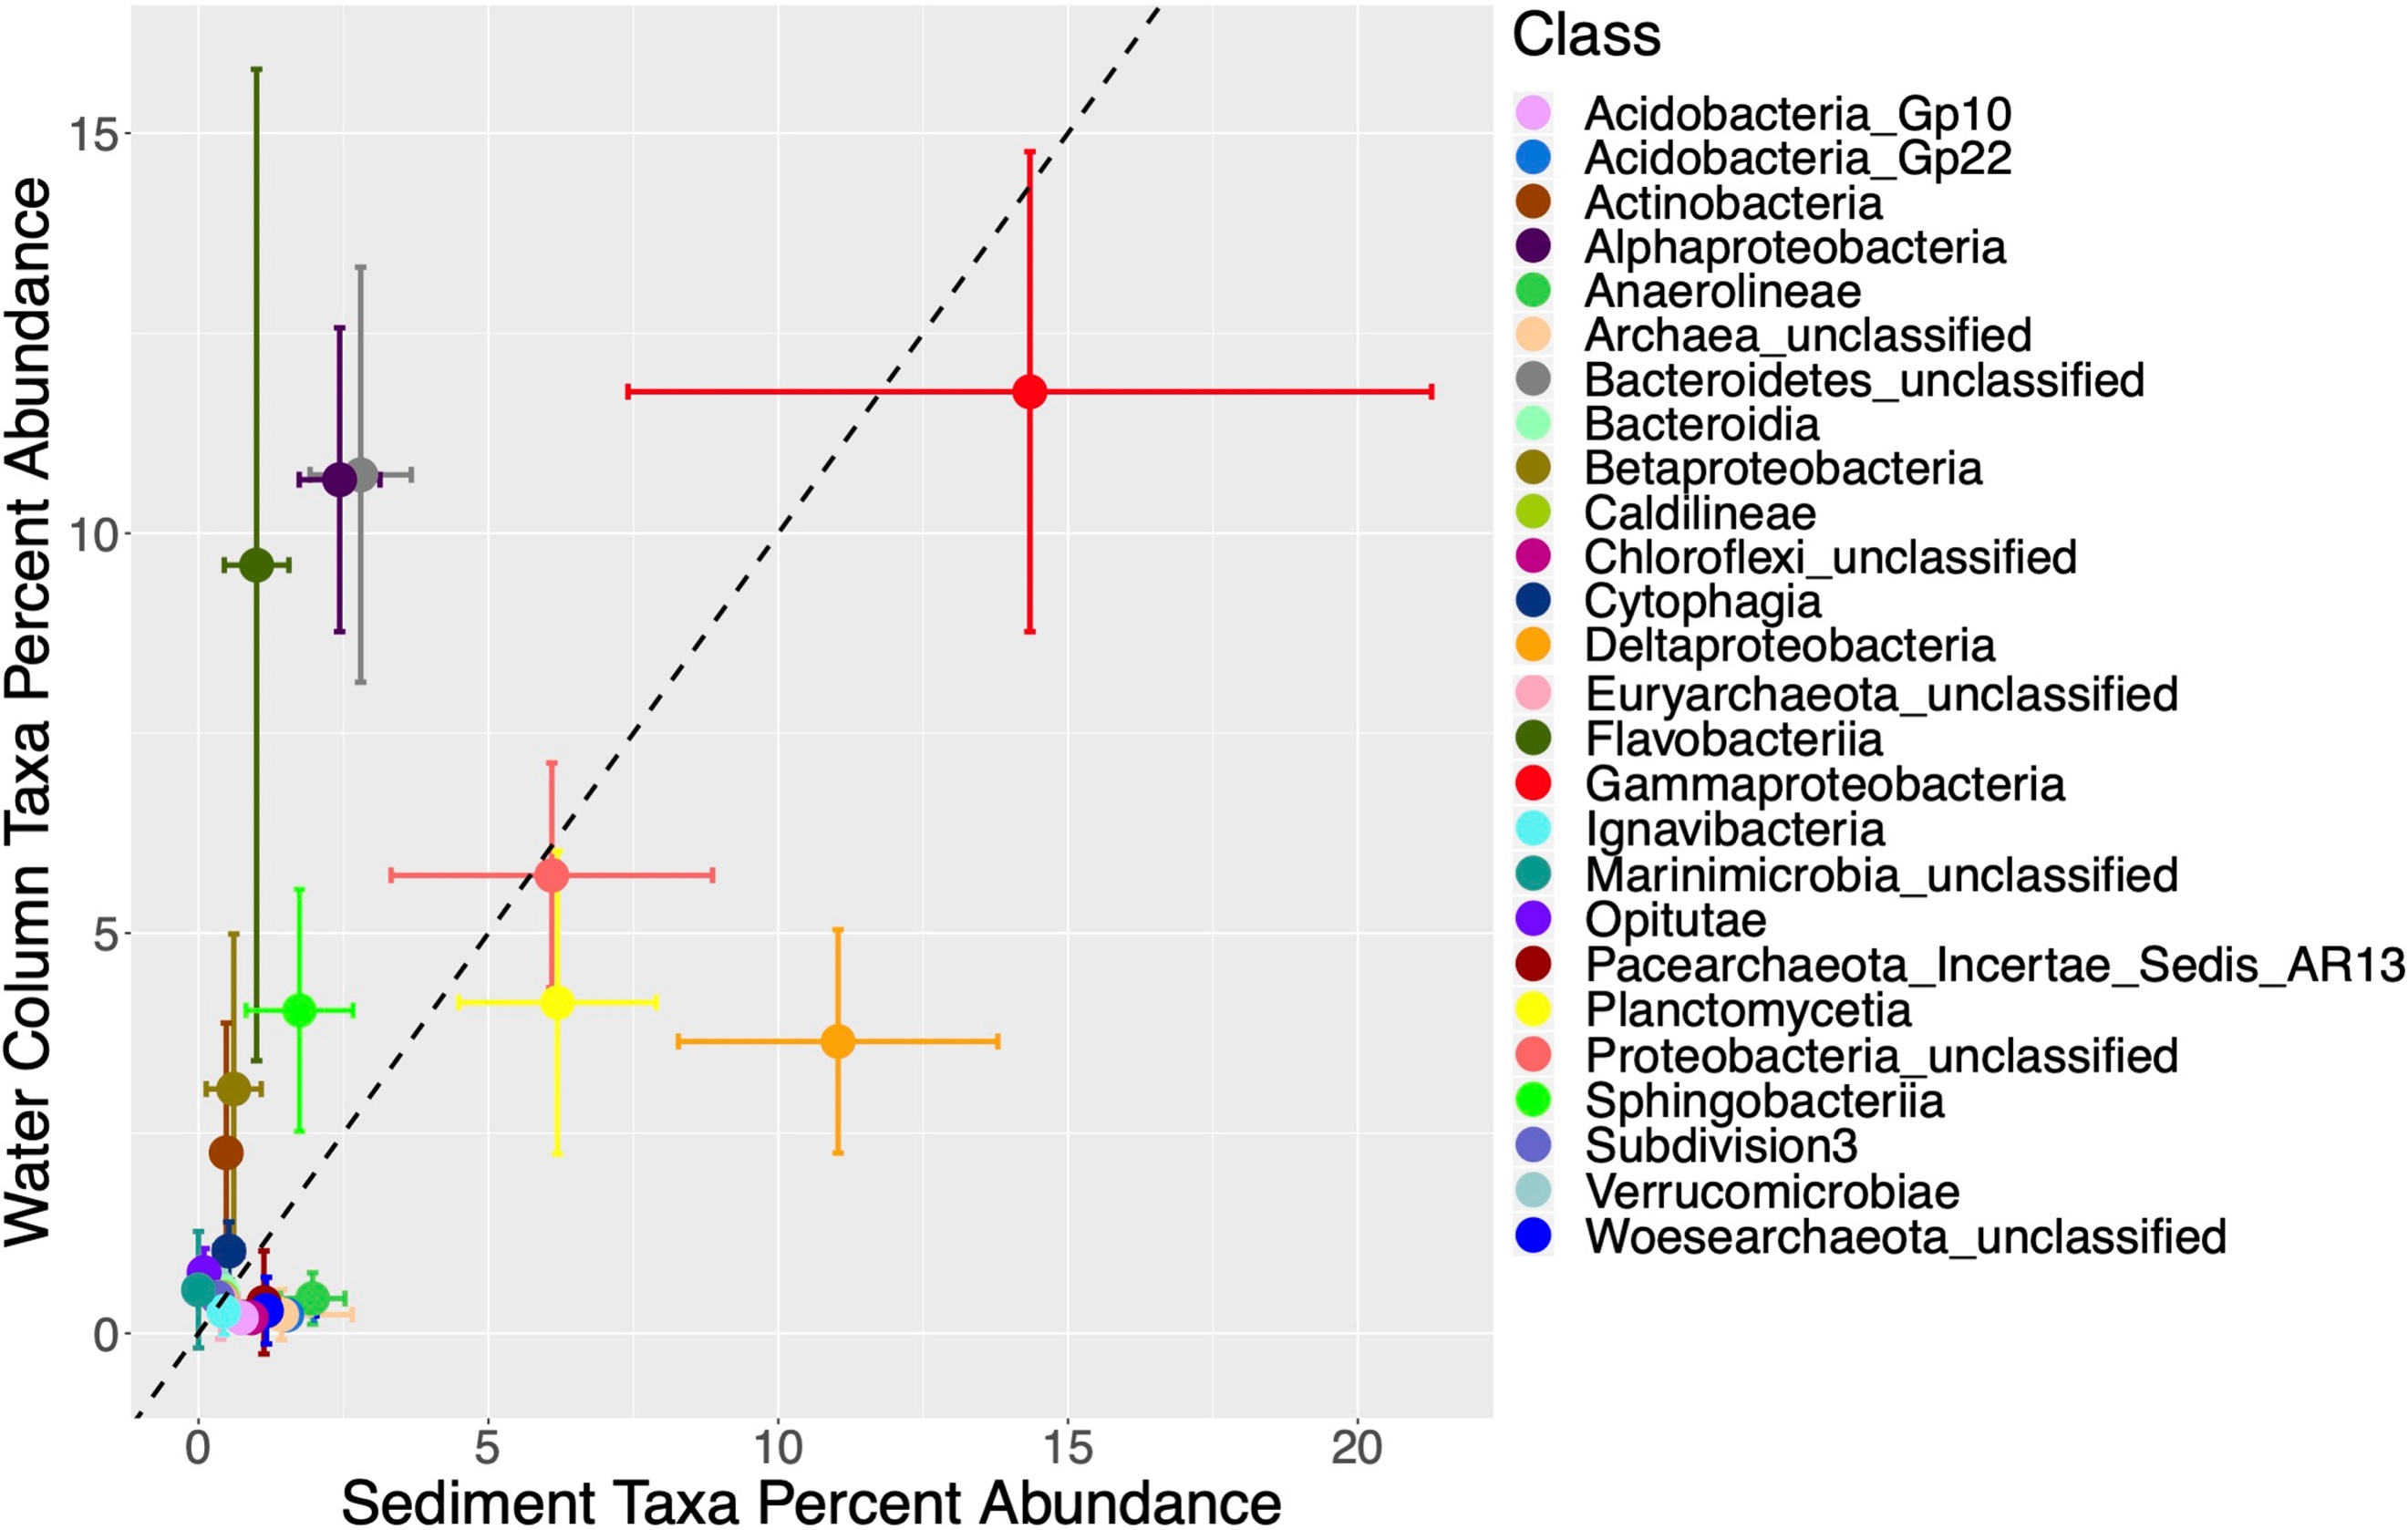 Water Column Taxa Percent Abundance
15
10
5
0
0 5 10 15 20
Sediment Taxa Percent Abundance
Class
Acidobacteria_Gp10
Acidobacteria_Gp22
Actinobacteria
Alphaproteobacteria
Anaerolineae
Archaea_unclassified
Bacteroidetes_unclassified
Bacteroidia
Betaproteobacteria
Caldilineae
Chloroflexi_unclassified
Cytophagia
Deltaproteobacteria
Euryarchaeota_unclassified
Flavobacteriia
Gammaproteobacteria
Ignavibacteria
Marinimicrobia_unclassified
Opitutae
Pacearchaeota_Incertae_Sedis_AR13
Planctomycetia
Proteobacteria_unclassified
Sphingobacteriia
Subdivision3
Verrucomicrobiae
Woesearchaeota_unclassified